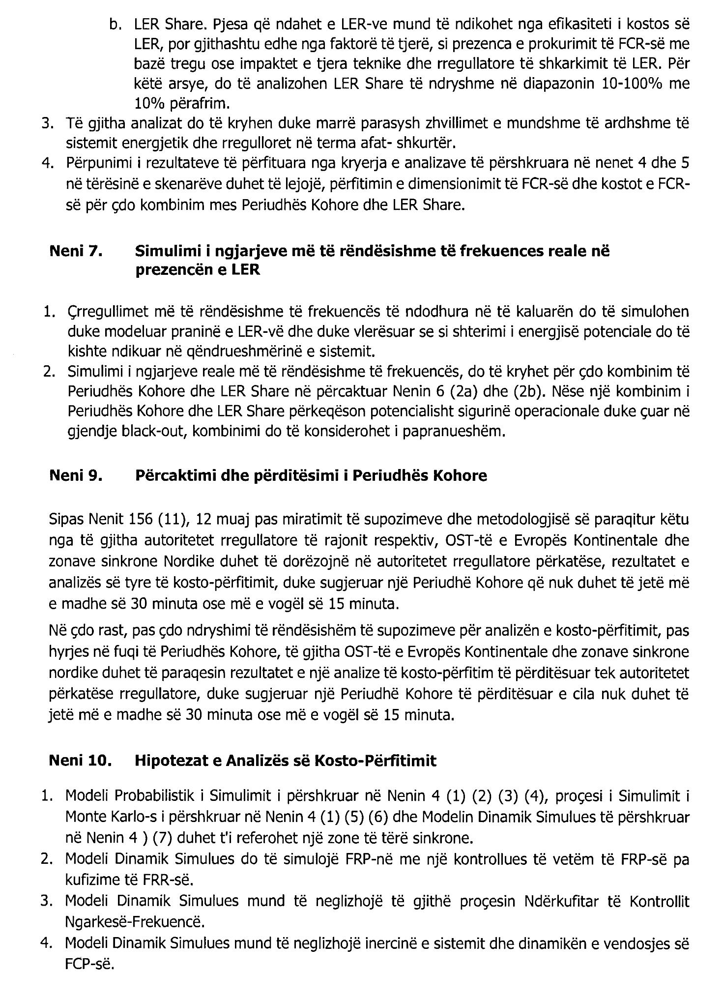 b. LER Share. Pjesa që ndahet e LER-ve mund të ndikohet nga efikasiteti i kostos së
LER, por gjithashtu edhe nga faktorë të tjerë, si prezenca e prokurimit të FCR-së me
bazë tregu ose impaktet e tjera teknike dhe rregullatore të shkarkimit të LER. Për
këtë arsye, do të analizohen LER Share të ndryshme në diapazonin 10-100% me
10% përafrim.
3. Të gjitha analizat do të kryhen duke marrë parasysh zhvillimet e mundshme të ardhshme të
sistemit energjetik dhe rregulloret në terma afat- shkurtër.
4. Përpunimi i rezultateve të përfituara nga kryerja e analizave të përshkruara në nenet 4 dhe 5
në tërësinë e skenarëve duhet të lejojë, përfitimin e dimensionimit të FCR-së dhe kostot e FCR-
së për çdo kombinim mes Periudhës Kohore dhe LER Share.
Neni 7. Simulimi i ngjarjeve më të rëndësishme të frekuences reale në
prezencën e LER
1. Çrregullimet më të rëndësishme të frekuencës të ndodhura në të kaluarën do të simulohen
duke modeluar praninë e LER-vë dhe duke vlerësuar se si shterimi i energjisë potenciale do të
kishte ndikuar në qëndrueshmërinë e sistemit.
2. Simulimi i ngjarjeve reale më të rëndësishme të frekuencës, do të kryhet për çdo kombinim të
Periudhës Kohore dhe LER Share në përcaktuar Nenin 6 (2a) dhe (2b). Nëse një kombinim i
Periudhës Kohore dhe LER Share përkeqëson potencialisht sigurinë operacionale duke çuar në
gjendje black-out, kombinimi do të konsiderohet i papranueshëm.
Neni 9. Përcaktimi dhe përditësimi i Periudhës Kohore
Sipas Nenit 156 (11), 12 muaj pas miratimit të supozimeve dhe metodologjisë së paraqitur këtu
nga të gjitha autoritetet rregullatore të rajonit respektiv, OST-të e Evropës Kontinentale dhe
zonave sinkrone Nordike duhet të dorëzojnë në autoritetet rregullatore përkatëse, rezultatet e
analizës së tyre të kosto-përfitimit, duke sugjeruar një Periudhë Kohore që nuk duhet të jetë më
e madhe së 30 minuta ose më e vogël së 15 minuta.
Në çdo rast, pas çdo ndryshimi të rëndësishëm të supozimeve për analizën e kosto-përfitimit, pas
hyrjes në fuqi të Periudhës Kohore, të gjitha OST-të e Evropës Kontinentale dhe zonave sinkrone
nordike duhet të paraqesin rezultatet e një analize të kosto-përfitim të përditësuar tek autoritetet
përkatëse rregullatore, duke sugjeruar një Periudhë Kohore të përditësuar e cila nuk duhet të
jetë më e madhe së 30 minuta ose më e vogël së 15 minuta.
Neni 10. Hipotezat e Analizës së Kosto-Përfitimit
1. Modeli Probabilistik i Simulimit i përshkruar në Nenin 4 (1) (2) (3) (4), proçesi i Simulimit i
Monte Karlo-s i përshkruar në Nenin 4 (1) (5) (6) dhe Modelin Dinamik Simulues të përshkruar
në Nenin 4 ) (7) duhet t'i referohet një zone të tërë sinkrone.
2. Modeli Dinamik Simulues do të simulojë FRP-në me një kontrollues të vetëm të FRP-së pa
kufizime të FRR-së.
3. Modeli Dinamik Simulues mund të neglizhojë të gjithë proçesin Ndërkufitar të Kontrollit
Ngarkesë-Frekuencë.
4. Modeli Dinamik Simulues mund të neglizhojë inercinë e sistemit dhe dinamikën e vendosjes së
FCP-së.